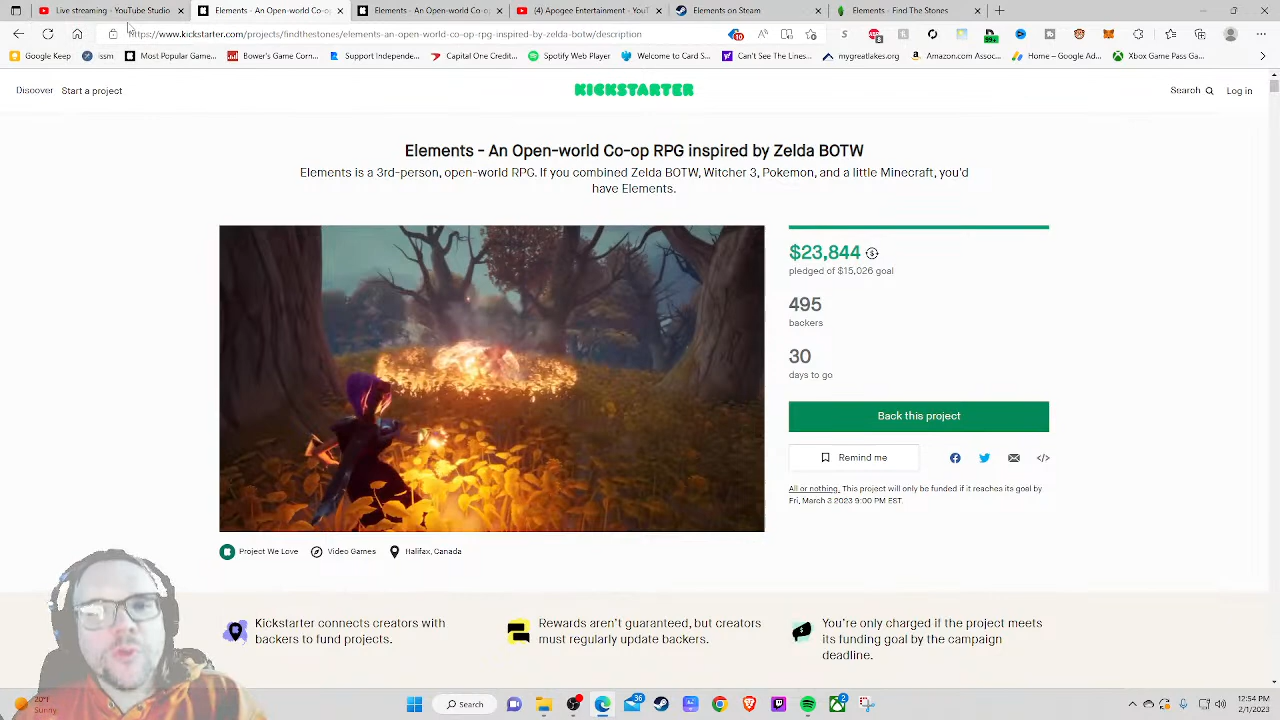 Live streaming - YouTube Studio
Elements - An Open-world Co-op
Elements - An Open-world Co-op
(4) Apogee Entertainment - YouT
Elements on Steam
Elements - Find The Stones
https://www.kickstarter.com/projects/findthestones/elements-an-open-world-co-op-rpg-inspired-by-zelda-botw/description
Google Keep
hsm
Most Popular Game...
Bower's Game Corn...
Support Independe...
Capital One Credit...
Spotify Web Player
Welcome to Card S...
Can't See The Lines...
mygreatlakes.org
Amazon.com Assoc...
Home - Google Ad...
Xbox Game Pass Ga...
Discover
Start a project
KICKSTARTER
Search
Log in
Elements - An Open-world Co-op RPG inspired by Zelda BOTW
Elements is a 3rd-person, open-world RPG. If you combined Zelda BOTW, Witcher 3, Pokemon, and a little Minecraft, you'd
have Elements.
$23,844
pledged of $15,026 goal
495
backers
30
days to go
Back this project
Remind me
All or nothing. This project will only be funded if it reaches its goal by
Fri, March 3 2023 9:00 PM EST.
Project We Love
Video Games
Halifax, Canada
Kickstarter connects creators with
backers to fund projects.
Rewards aren't guaranteed, but creators
must regularly update backers.
You're only charged if the project meets
its funding goal by the campaign
deadline.
Sunny
Search
36
2
12:54 PM
2/1/2023